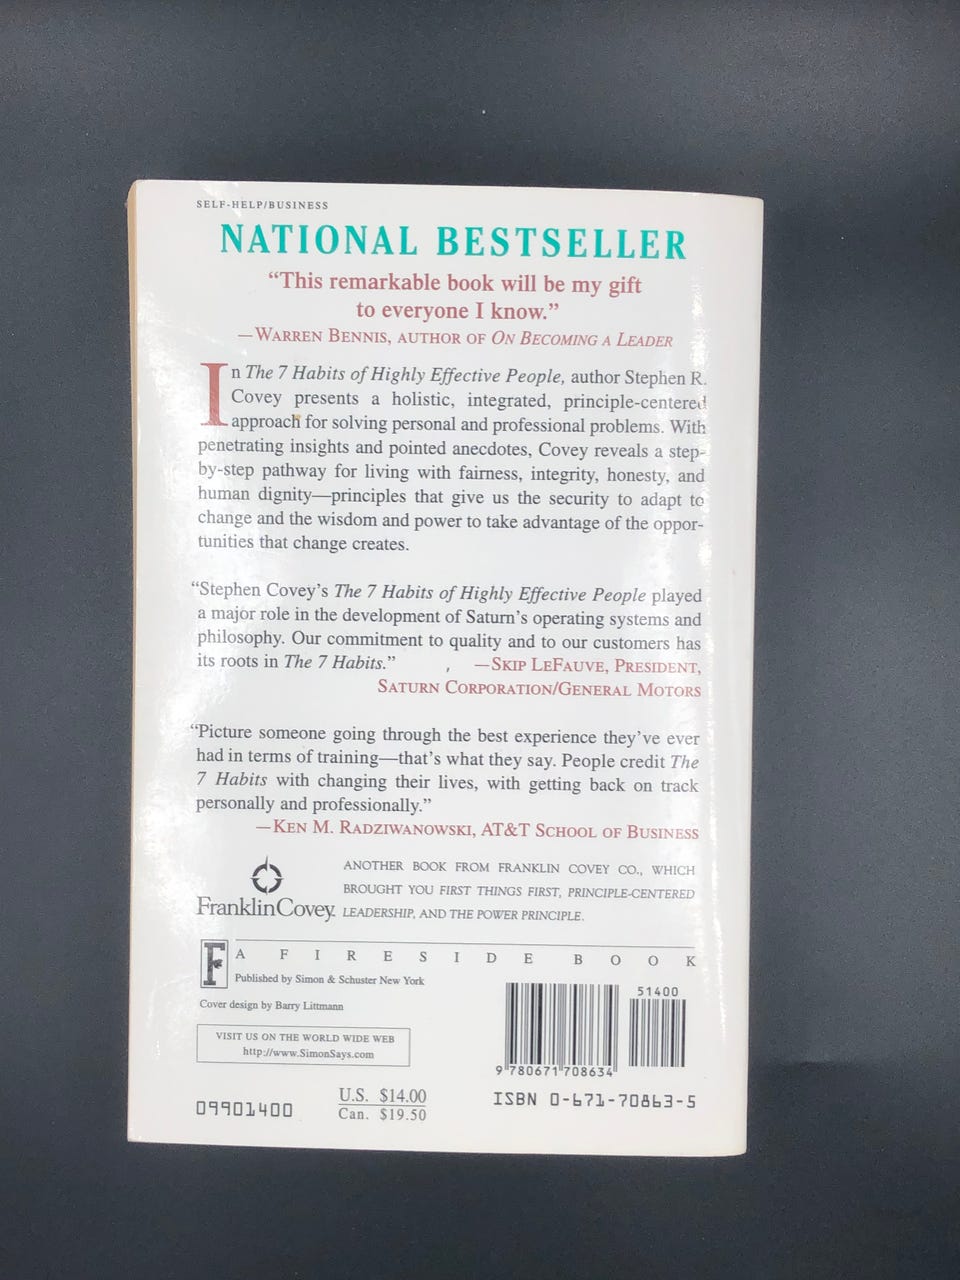 SELF-HELP/BUSINESS
NATIONAL BESTSELLER
“This remarkable book will be my gift
to everyone I know.”
—WARREN BENNIS, AUTHOR OF ON BECOMING A LEADER
In The 7 Habits of Highly Effective People, author Stephen R.
Covey presents a holistic, integrated, principle-centered
approach for solving personal and professional problems. With
penetrating insights and pointed anecdotes, Covey reveals a step-
by-step pathway for living with fairness, integrity, honesty, and
human dignity—principles that give us the security to adapt to
change and the wisdom and power to take advantage of the oppor-
tunities that change creates.
“Stephen Covey’s The 7 Habits of Highly Effective People played
a major role in the development of Saturn’s operating systems and
philosophy. Our commitment to quality and to our customers has
its roots in The 7 Habits.” —SKIP LEFAUVE, PRESIDENT,
SATURN CORPORATION/GENERAL MOTORS
“Picture someone going through the best experience they’ve ever
had in terms of training—that’s what they say. People credit The
7 Habits with changing their lives, with getting back on track
personally and professionally.”
—KEN M. RADZIWANOWSKI, AT&T SCHOOL OF BUSINESS
FranklinCovey
ANOTHER BOOK FROM FRANKLIN COVEY CO., WHICH
BROUGHT YOU FIRST THINGS FIRST, PRINCIPLE-CENTERED
LEADERSHIP, AND THE POWER PRINCIPLE.
F
A FIRESIDE BOOK
Published by Simon & Schuster New York
Cover design by Barry Littmann
VISIT US ON THE WORLD WIDE WEB
http://www.SimonSays.com
09901400
U.S. $14.00
Can. $19.50
51400
9 780671 708634
ISBN 0-671-70863-5